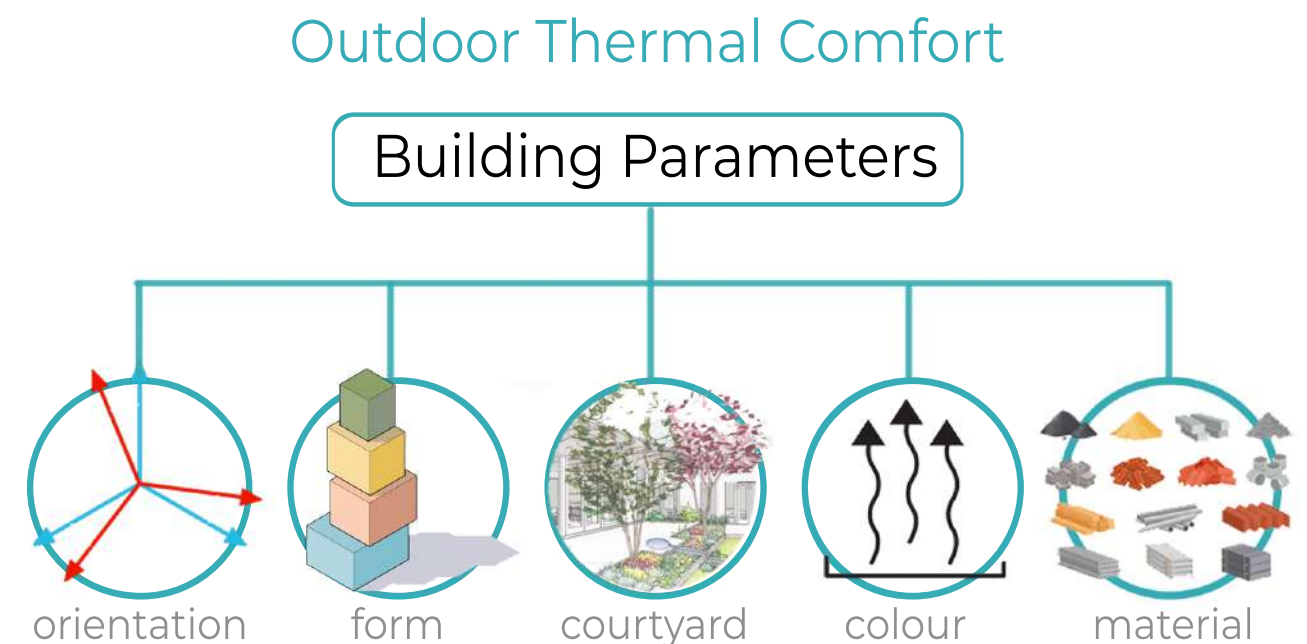 Outdoor Thermal Comfort
Building Parameters
orientation
form
courtyard
colour
material